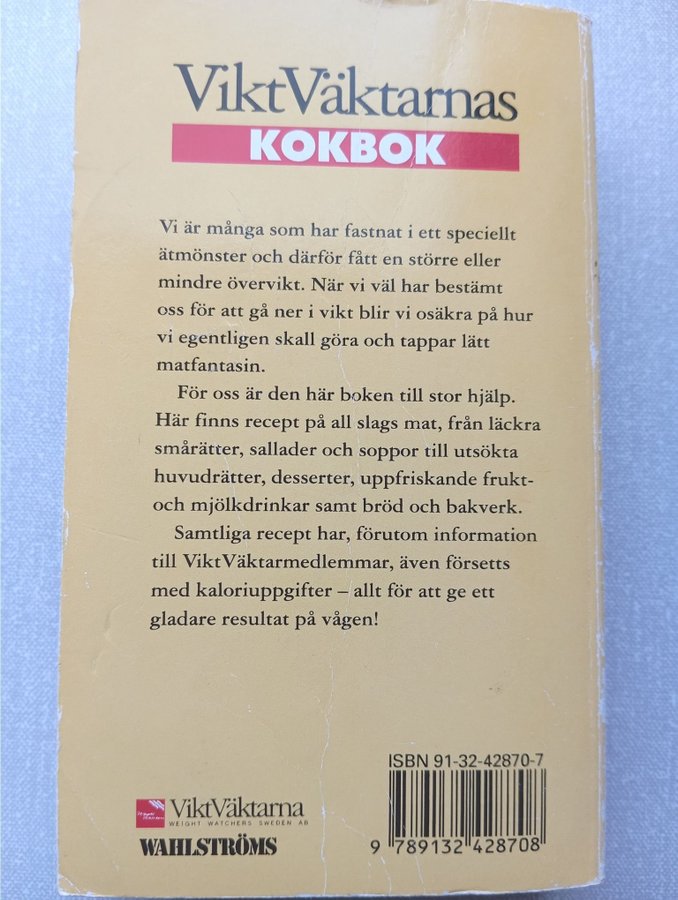 ViktVäktarnas
KOKBOK
Vi är många som har fastnat i ett speciellt
ätmönster och därför fått en större eller
mindre övervikt. När vi väl har bestämt
oss för att gå ner i vikt blir vi osäkra på hur
vi egentligen skall göra och tappar lätt
matfantasin.
För oss är den här boken till stor hjälp.
Här finns recept på all slags mat, från läckra
smårätter, sallader och soppor till utsökta
huvudrätter, desserter, uppfriskande frukt-
och mjölkdrinkar samt bröd och bakverk.
Samtliga recept har, förutom information
till ViktVäktarmedlemmar, även försetts
med kaloriuppgifter – allt för att ge ett
gladare resultat på vågen!
ISBN 91-32-42870-7
9 789132 428708
ViktVäktarna
WEIGHT WATCHERS SWEDEN AB
WAHLSTRÖMS